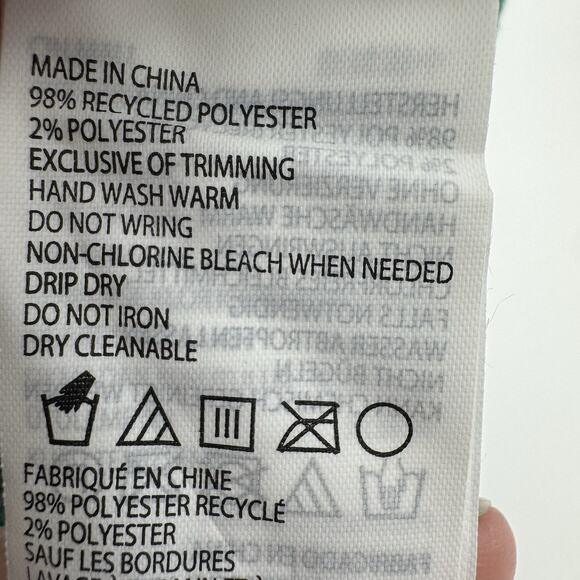 MADE IN CHINA
98% RECYCLED POLYESTER
2% POLYESTER
EXCLUSIVE OF TRIMMING
HAND WASH WARM
DO NOT WRING
NON-CHLORINE BLEACH WHEN NEEDED
DRIP DRY
DO NOT IRON
DRY CLEANABLE
FABRIQUÉ EN CHINE
98% POLYESTER RECYCLÉ
2% POLYESTER
SAUF LES BORDURES